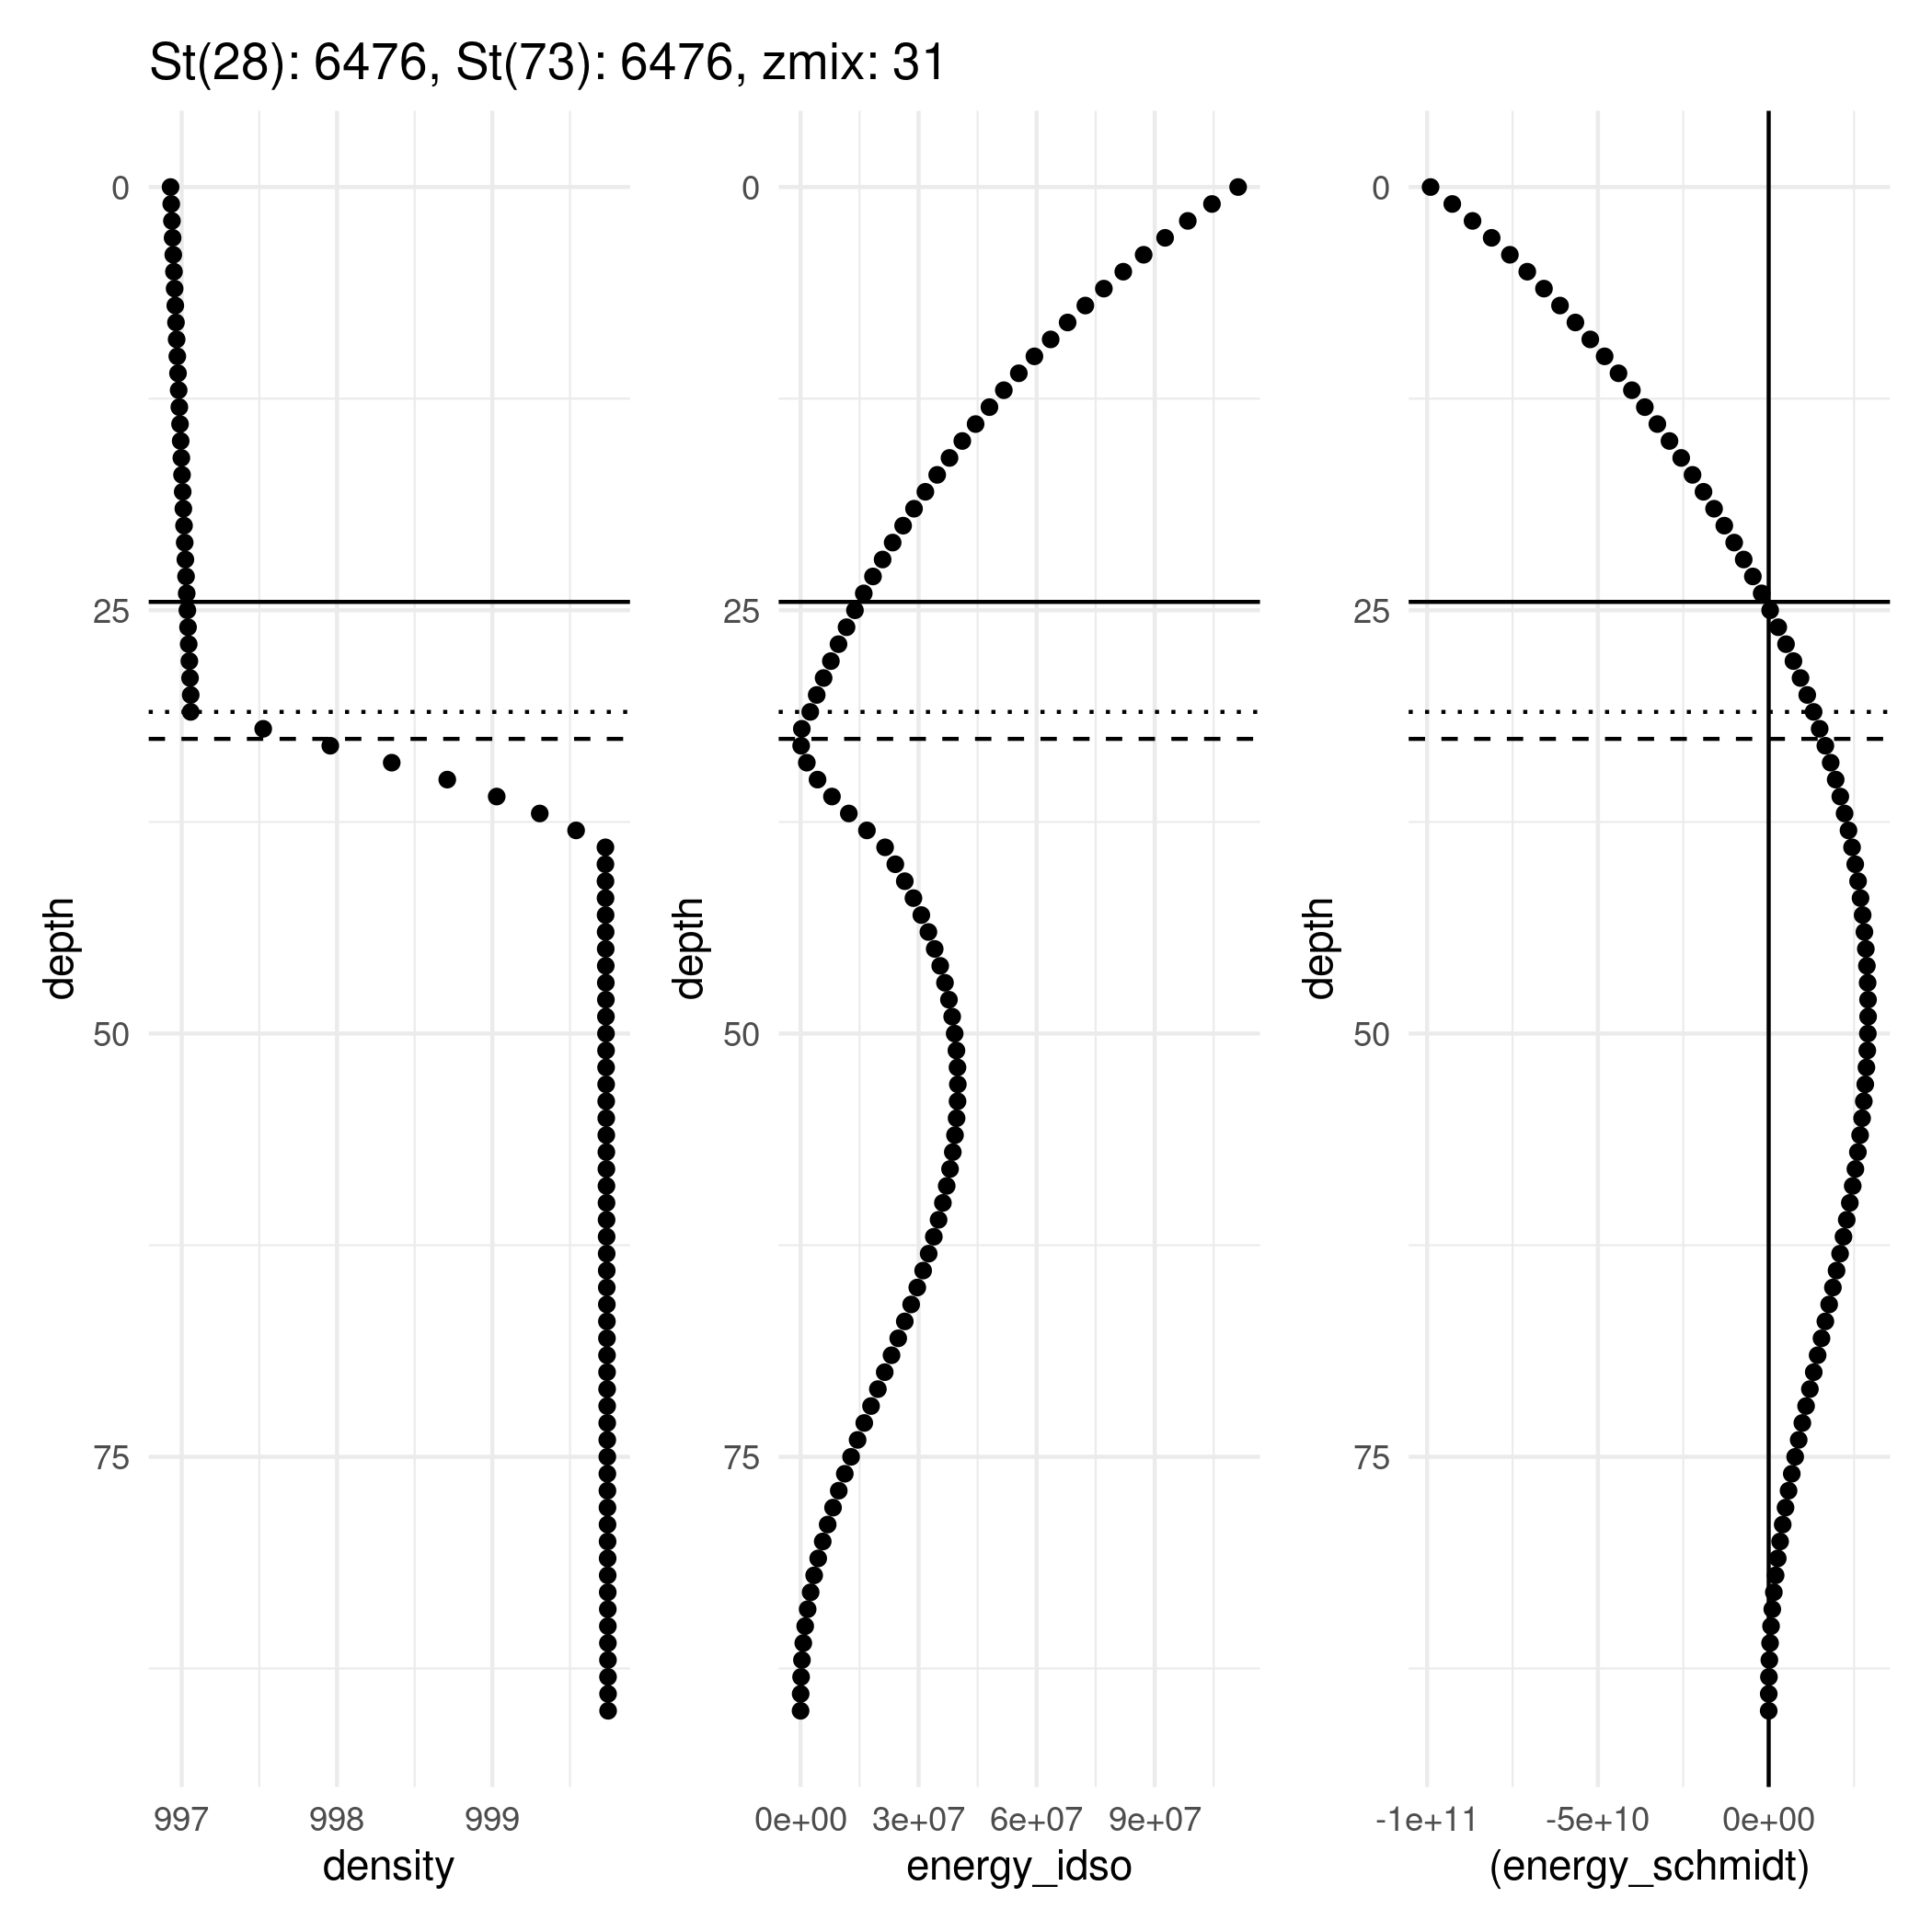 St(28): 6476, St(73): 6476, zmix: 31
0
25
50
75
depth
997 998 999
density
0
25
50
75
depth
0e+00 3e+07 6e+07 9e+07
energy_idso
0
25
50
75
depth
-1e+11 -5e+10 0e+00
(energy_schmidt)